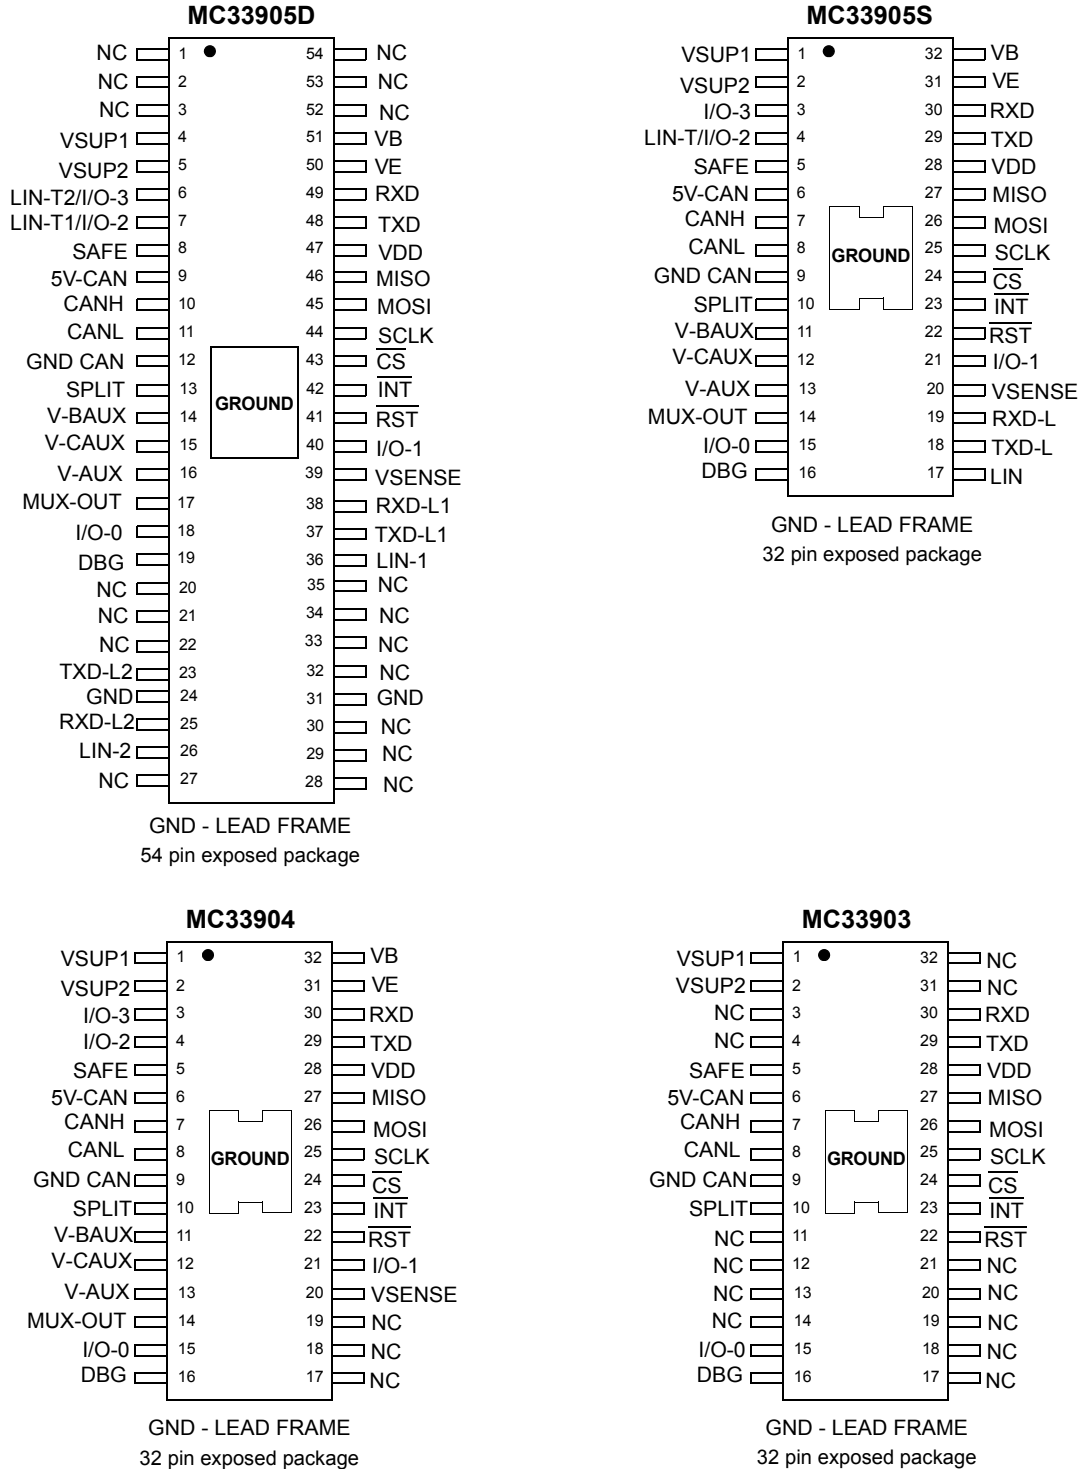 MC33905D
NC 1 54 NC
NC 2 53 NC
NC 3 52 NC
VSUP1 4 51 VB
VSUP2 5 50 VE
LIN-T2/I/O-3 6 49 RXD
LIN-T1/I/O-2 7 48 TXD
SAFE 8 47 VDD
5V-CAN 9 46 MISO
CANH 10 45 MOSI
CANL 11 44 SCLK
GND CAN 12 43 C̅S̅
SPLIT 13 42 I̅N̅T̅
V-BAUX 14 41 R̅S̅T̅
V-CAUX 15 40 I/O-1
V-AUX 16 39 VSENSE
MUX-OUT 17 38 RXD-L1
I/O-0 18 37 TXD-L1
DBG 19 36 LIN-1
NC 20 35 NC
NC 21 34 NC
NC 22 33 NC
TXD-L2 23 32 NC
GND 24 31 GND
RXD-L2 25 30 NC
LIN-2 26 29 NC
NC 27 28 NC
GROUND
GND - LEAD FRAME
54 pin exposed package
MC33905S
VSUP1 1 32 VB
VSUP2 2 31 VE
I/O-3 3 30 RXD
LIN-T/I/O-2 4 29 TXD
SAFE 5 28 VDD
5V-CAN 6 27 MISO
CANH 7 26 MOSI
CANL 8 25 SCLK
GND CAN 9 24 C̅S̅
SPLIT 10 23 I̅N̅T̅
V-BAUX 11 22 R̅S̅T̅
V-CAUX 12 21 I/O-1
V-AUX 13 20 VSENSE
MUX-OUT 14 19 RXD-L
I/O-0 15 18 TXD-L
DBG 16 17 LIN
GROUND
GND - LEAD FRAME
32 pin exposed package
MC33904
VSUP1 1 32 VB
VSUP2 2 31 VE
I/O-3 3 30 RXD
I/O-2 4 29 TXD
SAFE 5 28 VDD
5V-CAN 6 27 MISO
CANH 7 26 MOSI
CANL 8 25 SCLK
GND CAN 9 24 C̅S̅
SPLIT 10 23 I̅N̅T̅
V-BAUX 11 22 R̅S̅T̅
V-CAUX 12 21 I/O-1
V-AUX 13 20 VSENSE
MUX-OUT 14 19 NC
I/O-0 15 18 NC
DBG 16 17 NC
GROUND
GND - LEAD FRAME
32 pin exposed package
MC33903
VSUP1 1 32 NC
VSUP2 2 31 NC
NC 3 30 RXD
NC 4 29 TXD
SAFE 5 28 VDD
5V-CAN 6 27 MISO
CANH 7 26 MOSI
CANL 8 25 SCLK
GND CAN 9 24 C̅S̅
SPLIT 10 23 I̅N̅T̅
NC 11 22 R̅S̅T̅
NC 12 21 NC
NC 13 20 NC
NC 14 19 NC
I/O-0 15 18 NC
DBG 16 17 NC
GROUND
GND - LEAD FRAME
32 pin exposed package